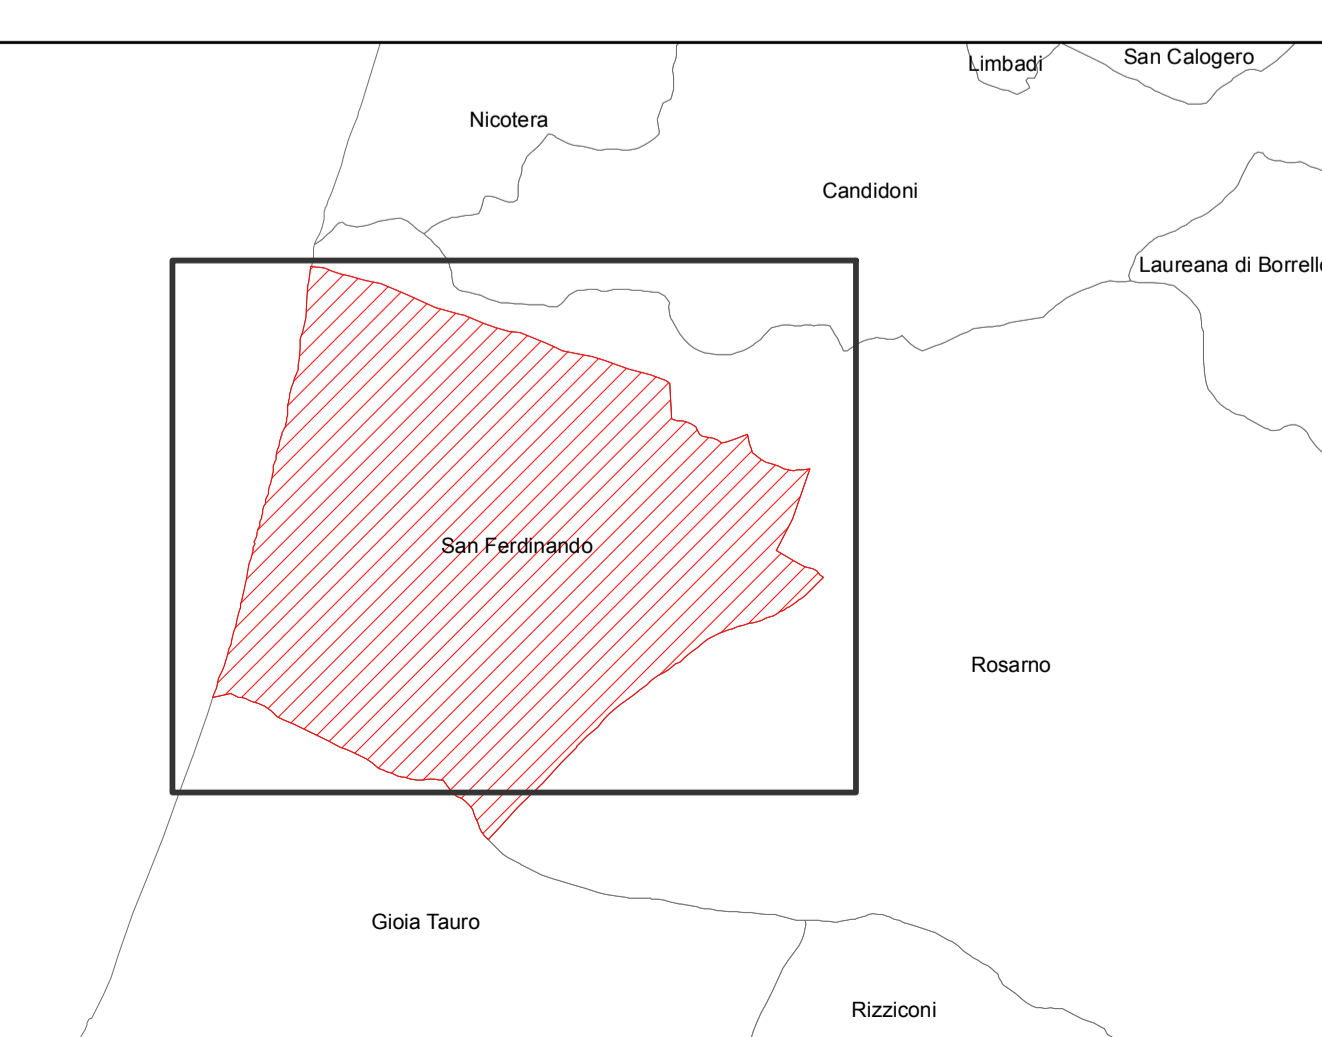 Limbadi
San Calogero
Nicotera
Candidoni
Laureana di Borrello
San Ferdinando
Rosarno
Gioia Tauro
Rizziconi